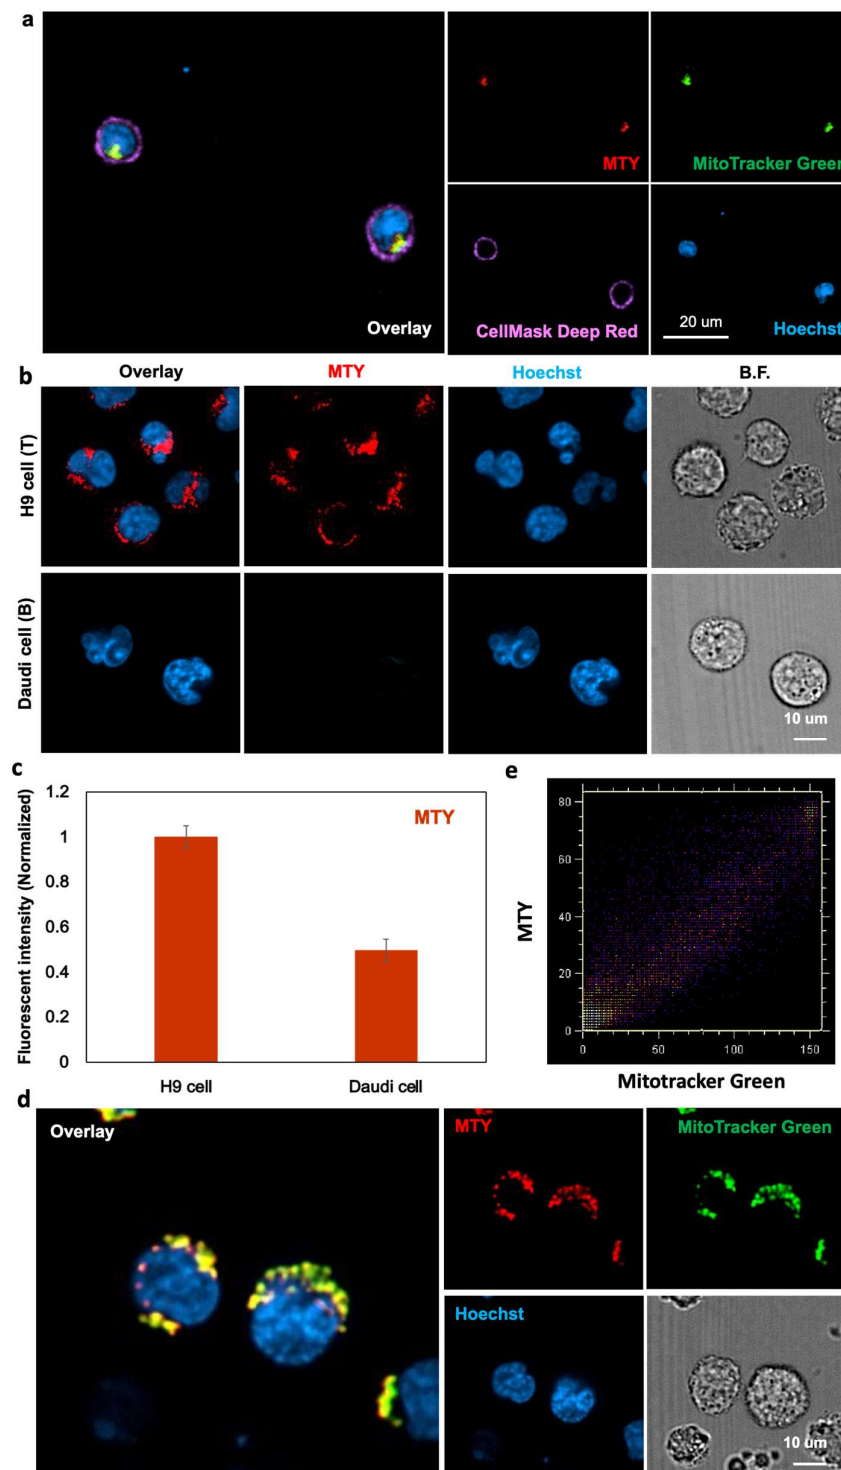 a
MTY
MitoTracker Green
Overlay
CellMask Deep Red
20 um
Hoechst
b
Overlay
MTY
Hoechst
B.F.
H9 cell (T)
Daudi cell (B)
10 um
c
Fluorescent intensity (Normalized)
1.2
1
0.8
0.6
0.4
0.2
0
MTY
H9 cell
Daudi cell
e
MTY
80
60
40
20
0
0
50
100
150
Mitotracker Green
d
Overlay
MTY
MitoTracker Green
Hoechst
10 um